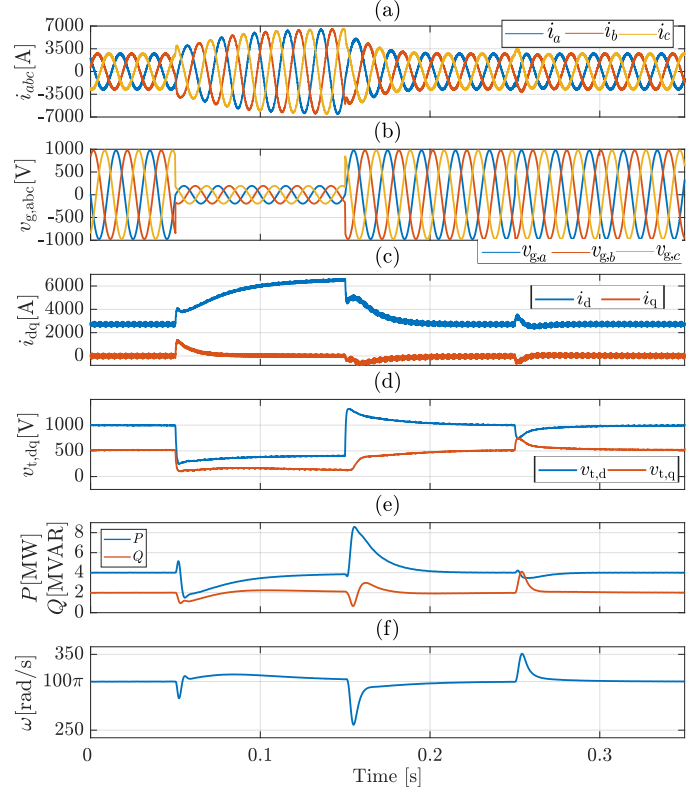 (a)
7000
3500
0
-3500
-7000
i_abc[A]
i_a i_b i_c
(b)
1000
500
0
-500
-1000
v_g,abc[V]
v_g,a v_g,b v_g,c
(c)
6000
4000
2000
0
i_dq[A]
i_d i_q
(d)
1000
500
0
v_t,dq[V]
v_t,d v_t,q
(e)
8
6
4
2
0
P[MW]
Q[MVAR]
P
Q
(f)
350
100π
250
ω[rad/s]
0 0.1 0.2 0.3
Time [s]